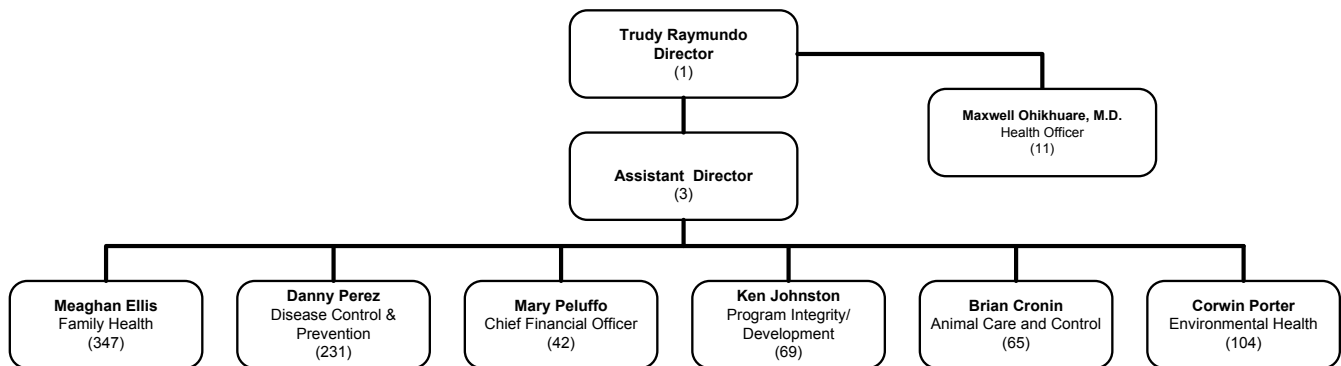 Trudy Raymundo
Director
(1)
Maxwell Ohikhuare, M.D.
Health Officer
(11)
Assistant Director
(3)
Meaghan Ellis
Family Health
(347)
Danny Perez
Disease Control &
Prevention
(231)
Mary Peluffo
Chief Financial Officer
(42)
Ken Johnston
Program Integrity/
Development
(69)
Brian Cronin
Animal Care and Control
(65)
Corwin Porter
Environmental Health
(104)